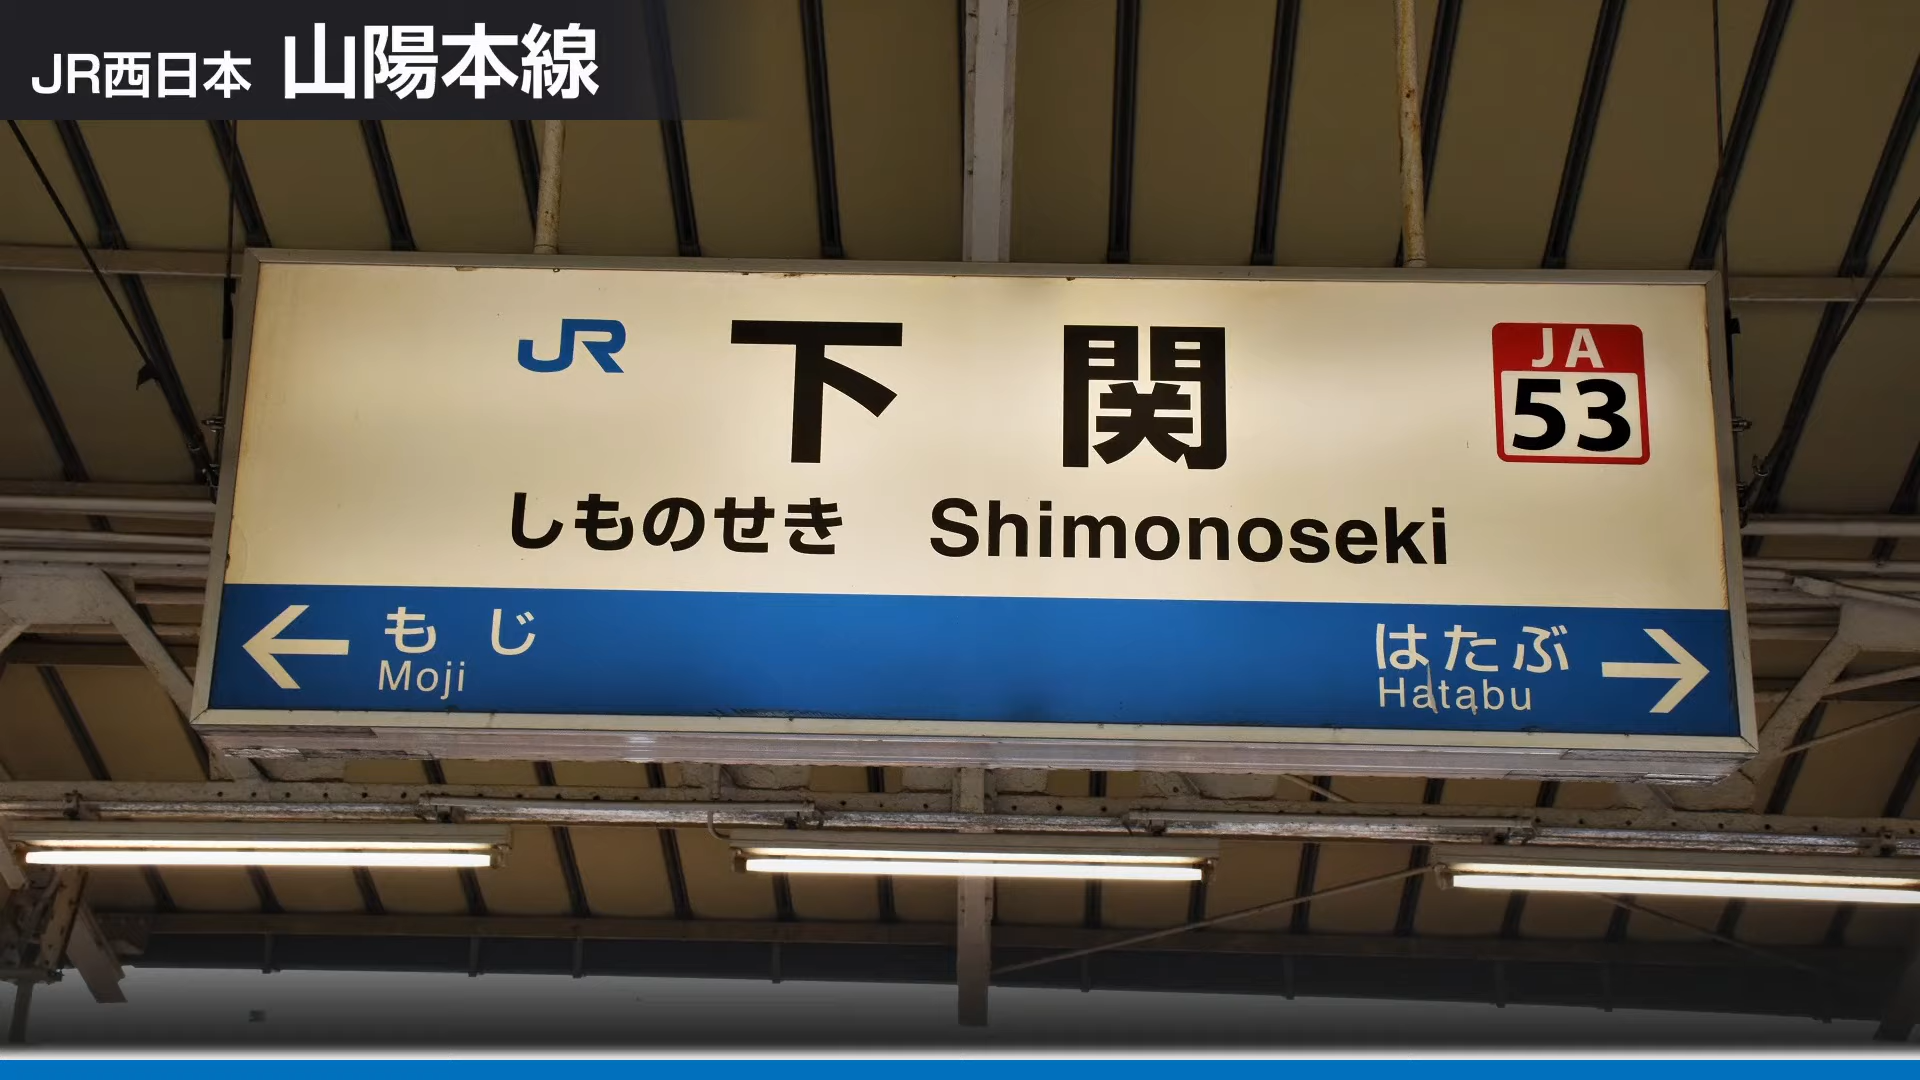 JR西日本 山陽本線
JR 下関
JA
53
しものせき Shimonoseki
← もじ
Moji
はたぶ →
Hatabu